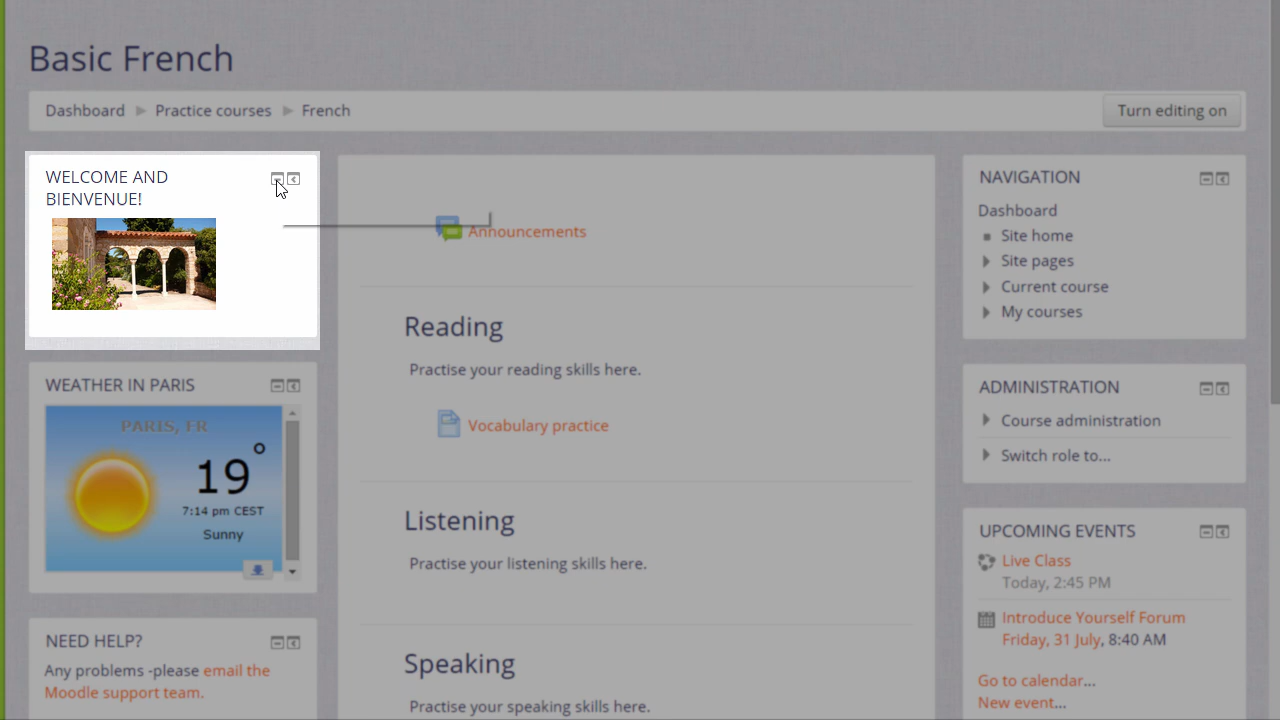 Basic French
Dashboard
Practice courses
French
Turn editing on
WELCOME AND
BIENVENUE!
WEATHER IN PARIS
PARIS, FR
19°
7:14 pm CEST
Sunny
NEED HELP?
Any problems -please email the
Moodle support team.
Announcements
Reading
Practise your reading skills here.
Vocabulary practice
Listening
Practise your listening skills here.
Speaking
Practise your speaking skills here.
NAVIGATION
Dashboard
Site home
Site pages
Current course
My courses
ADMINISTRATION
Course administration
Switch role to...
UPCOMING EVENTS
Live Class
Today, 2:45 PM
Introduce Yourself Forum
Friday, 31 July, 8:40 AM
Go to calendar...
New event...